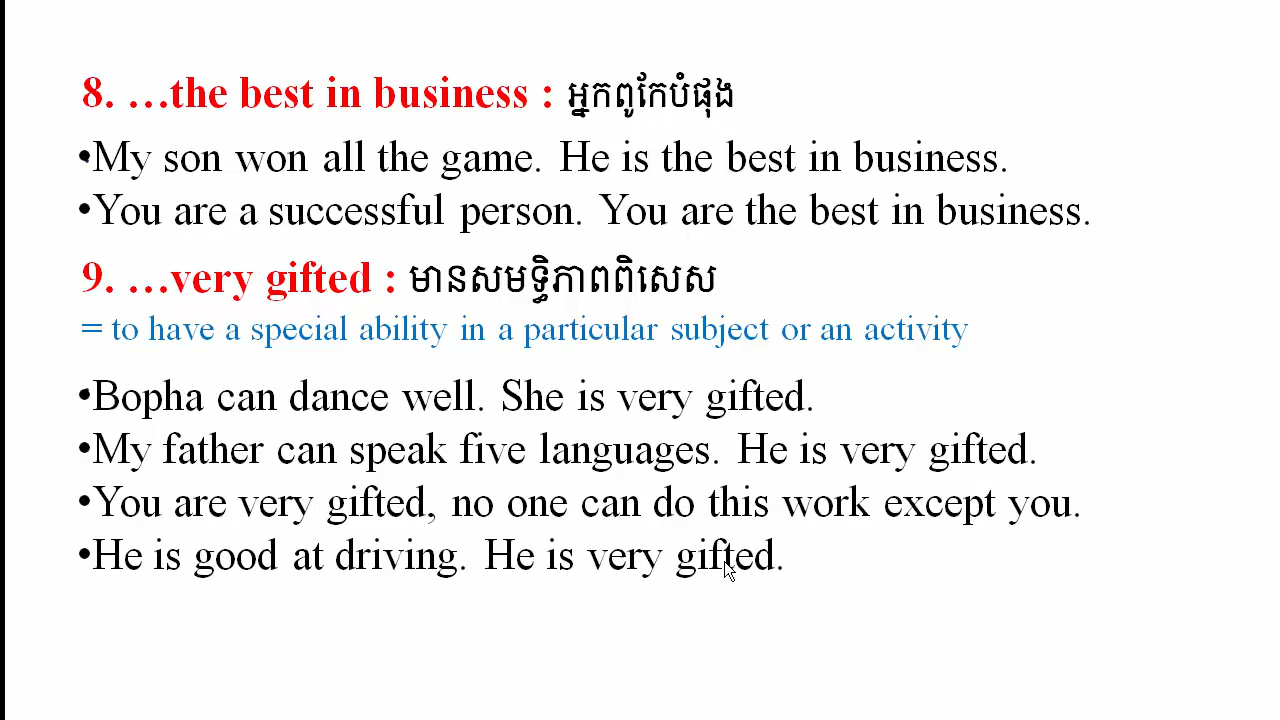 8. …the best in business : អ្នកពូកែបំផុង
•My son won all the game. He is the best in business.
•You are a successful person. You are the best in business.
9. …very gifted : មានសមទ្ធិភាពពិសេស
= to have a special ability in a particular subject or an activity
•Bopha can dance well. She is very gifted.
•My father can speak five languages. He is very gifted.
•You are very gifted, no one can do this work except you.
•He is good at driving. He is very gifted.